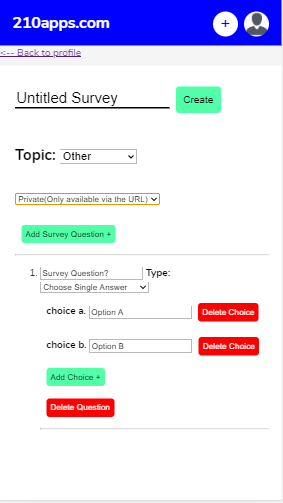 210apps.com +
<-- Back to profile
Untitled Survey Create
Topic: Other
Private(Only available via the URL)
Add Survey Question +
1. Survey Question? Type:
Choose Single Answer
choice a. Option A Delete Choice
choice b. Option B Delete Choice
Add Choice +
Delete Question